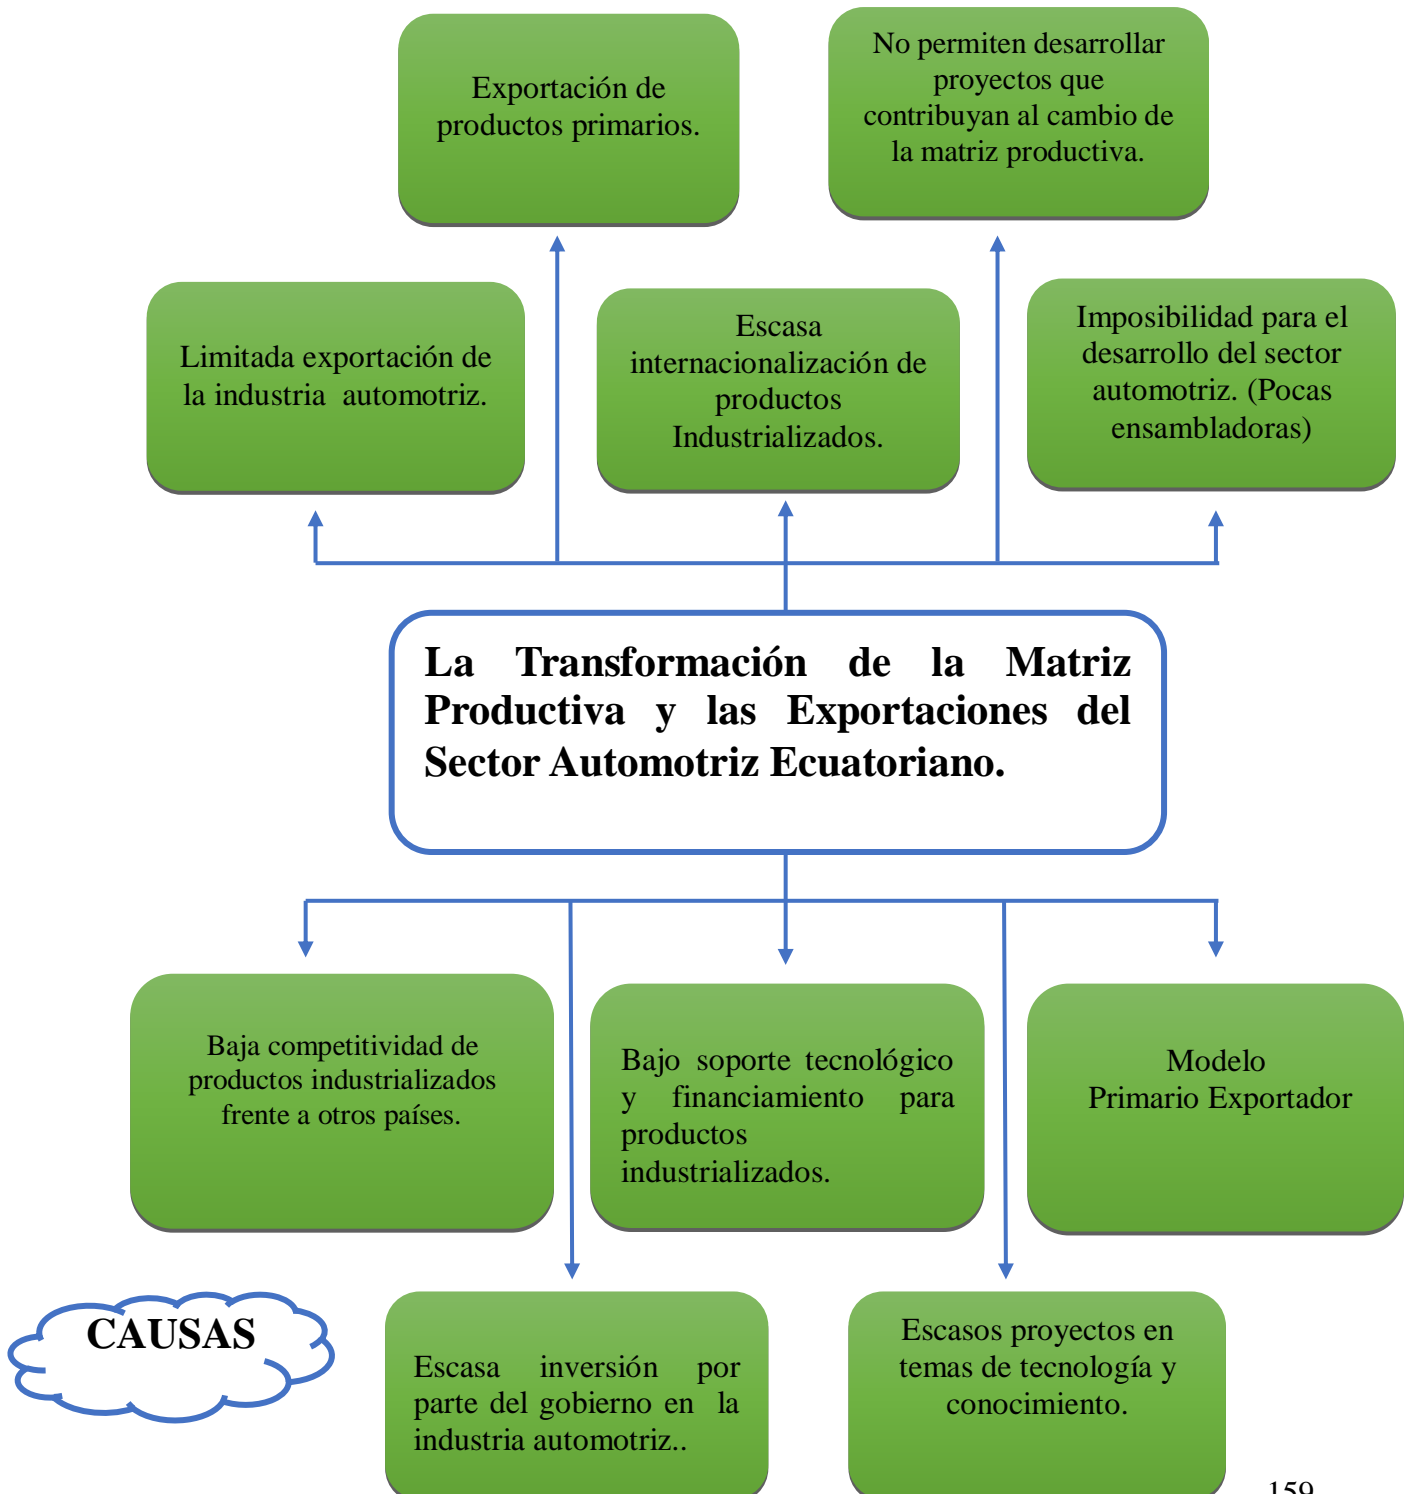 Exportación de
productos primarios.
No permiten desarrollar
proyectos que
contribuyan al cambio de
la matriz productiva.
Limitada exportación de
la industria automotriz.
Escasa
internacionalización de
productos
Industrializados.
Imposibilidad para el
desarrollo del sector
automotriz. (Pocas
ensambladoras)
La Transformación de la Matriz
Productiva y las Exportaciones del
Sector Automotriz Ecuatoriano.
Baja competitividad de
productos industrializados
frente a otros países.
Bajo soporte tecnológico
y financiamiento para
productos
industrializados.
Modelo
Primario Exportador
CAUSAS
Escasa inversión por
parte del gobierno en la
industria automotriz..
Escasos proyectos en
temas de tecnología y
conocimiento.
159